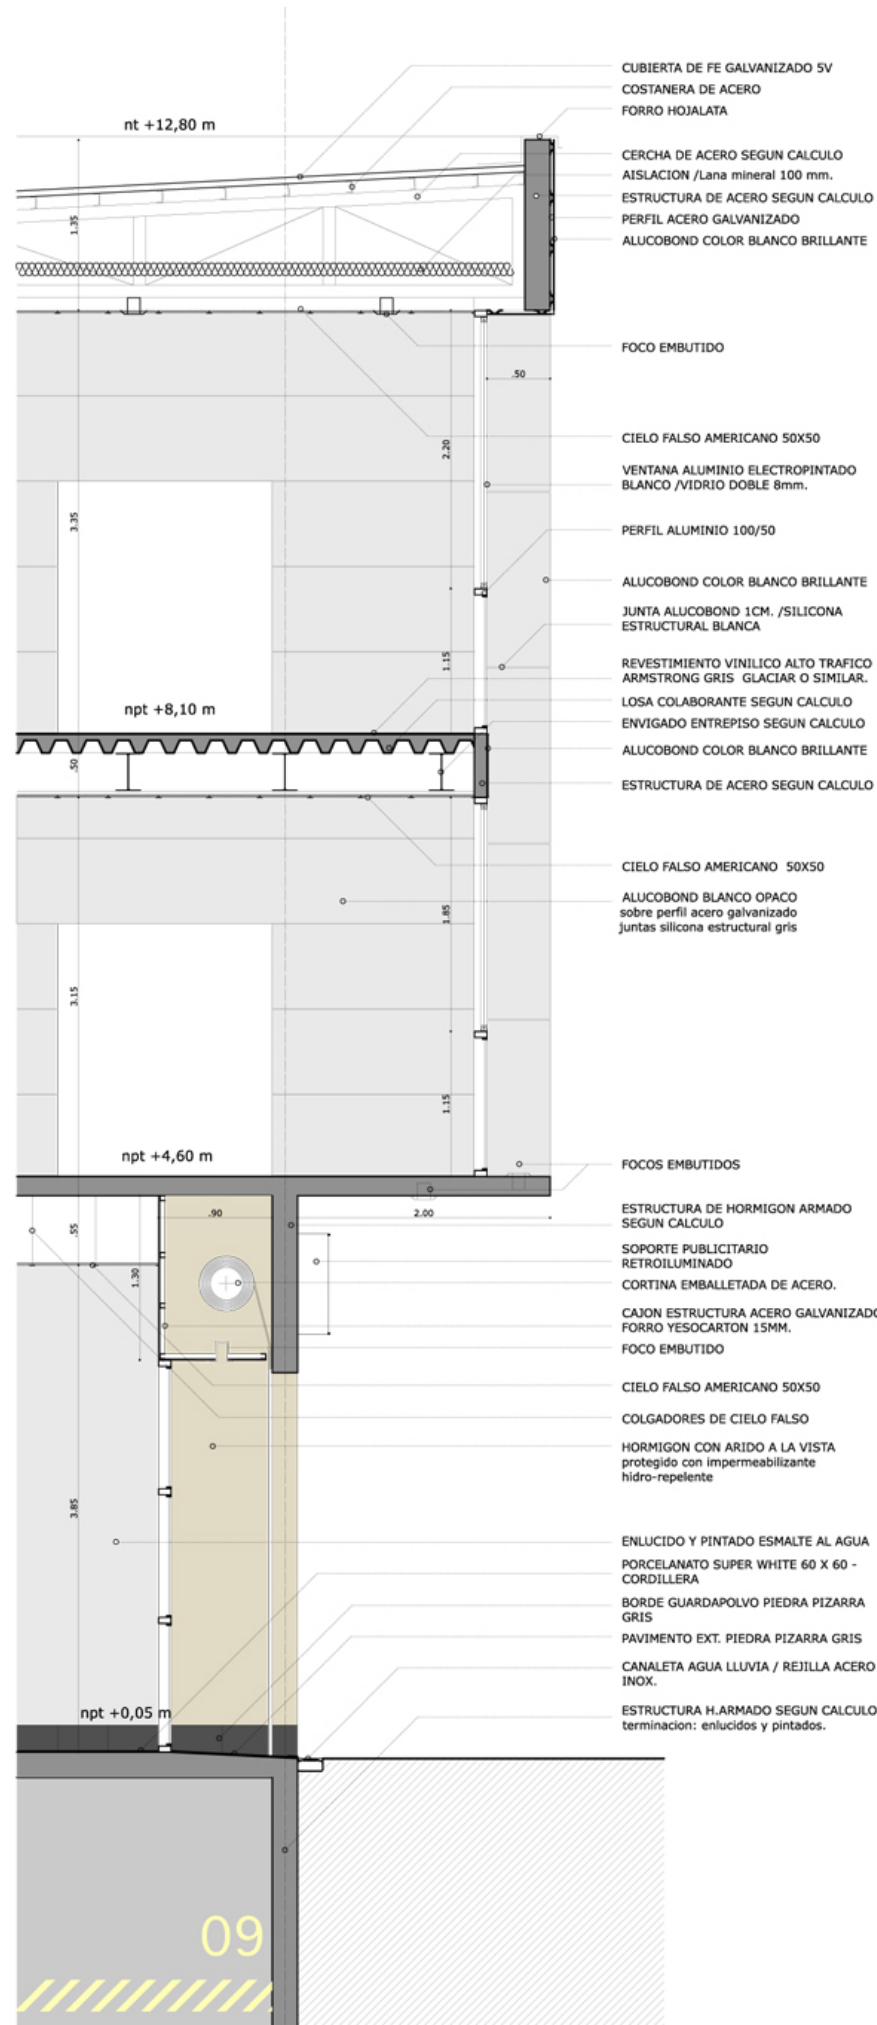 CUBIERTA DE FE GALVANIZADO 5V
COSTANERA DE ACERO
FORRO HOJALATA
nt +12,80 m
CERCHA DE ACERO SEGUN CALCULO
AISLACION /Lana mineral 100 mm.
ESTRUCTURA DE ACERO SEGUN CALCULO
PERFIL ACERO GALVANIZADO
ALUCOBOND COLOR BLANCO BRILLANTE
1.35
FOCO EMBUTIDO
.50
CIELO FALSO AMERICANO 50X50
2.20
VENTANA ALUMINIO ELECTROPINTADO
BLANCO /VIDRIO DOBLE 8mm.
3.35
PERFIL ALUMINIO 100/50
ALUCOBOND COLOR BLANCO BRILLANTE
JUNTA ALUCOBOND 1CM. /SILICONA
ESTRUCTURAL BLANCA
1.15
REVESTIMIENTO VINILICO ALTO TRAFICO
ARMSTRONG GRIS GLACIAR O SIMILAR.
LOSA COLABORANTE SEGUN CALCULO
npt +8,10 m
ENVIGADO ENTREPISO SEGUN CALCULO
ALUCOBOND COLOR BLANCO BRILLANTE
.50
ESTRUCTURA DE ACERO SEGUN CALCULO
CIELO FALSO AMERICANO 50X50
ALUCOBOND BLANCO OPACO
sobre perfil acero galvanizado
juntas silicona estructural gris
1.85
3.15
1.15
npt +4,60 m
FOCOS EMBUTIDOS
ESTRUCTURA DE HORMIGON ARMADO
SEGUN CALCULO
.90
2.00
.55
SOPORTE PUBLICITARIO
RETROILUMINADO
1.30
CORTINA EMBALLETADA DE ACERO.
CAJON ESTRUCTURA ACERO GALVANIZADO
FORRO YESOCARTON 15MM.
FOCO EMBUTIDO
CIELO FALSO AMERICANO 50X50
COLGADORES DE CIELO FALSO
HORMIGON CON ARIDO A LA VISTA
protegido con impermeabilizante
hidro-repelente
3.85
ENLUCIDO Y PINTADO ESMALTE AL AGUA
PORCELANATO SUPER WHITE 60 X 60 -
CORDILLERA
BORDE GUARDAPOLVO PIEDRA PIZARRA
GRIS
PAVIMENTO EXT. PIEDRA PIZARRA GRIS
CANALETA AGUA LLUVIA / REJILLA ACERO
INOX.
npt +0,05 m
ESTRUCTURA H.ARMADO SEGUN CALCULO
terminacion: enlucidos y pintados.
09